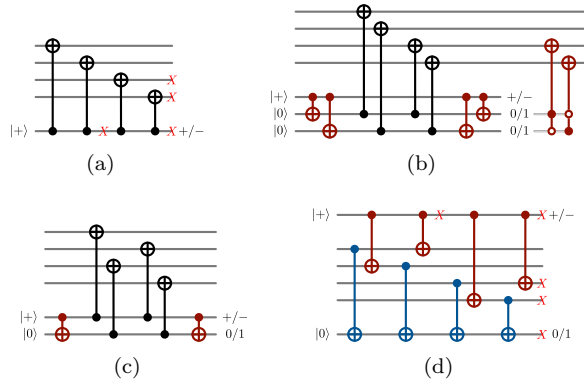 X
X
|+⟩ X X +/−
(a)
|+⟩ +/−
|0⟩ 0/1
|0⟩ 0/1
(b)
|+⟩ +/−
|0⟩ 0/1
(c)
|+⟩ X X +/−
X
X
|0⟩ X 0/1
(d)